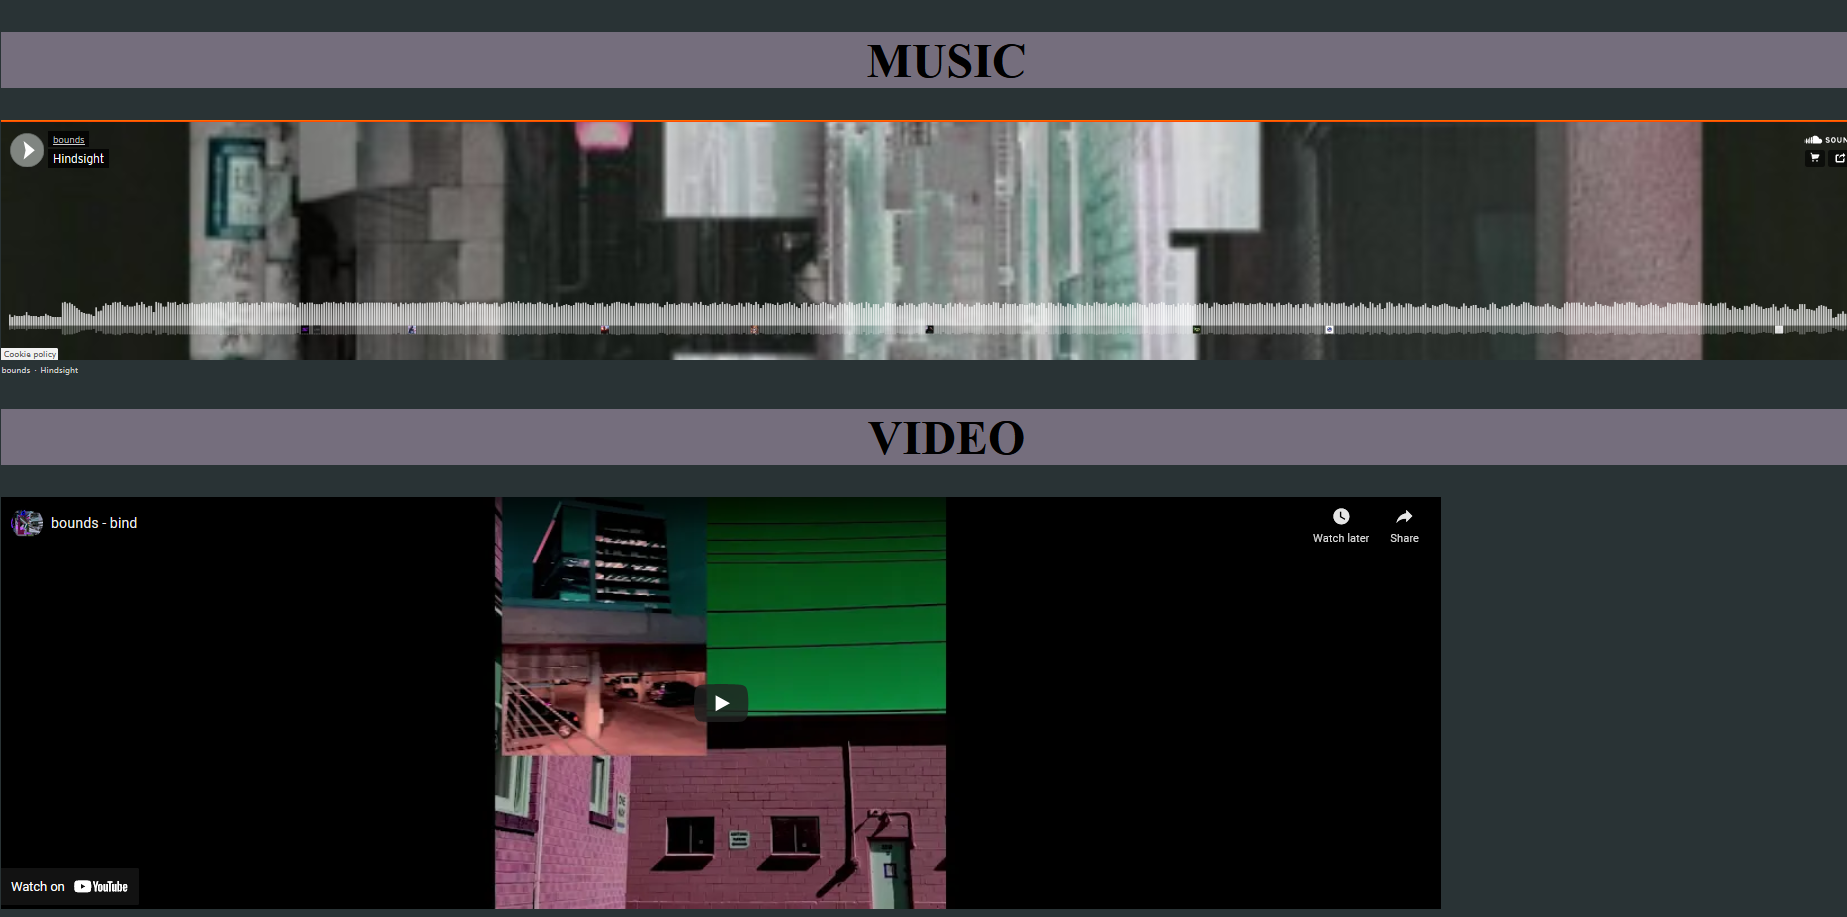 MUSIC
bounds
Hindsight
SOUN
Cookie policy
bounds · Hindsight
VIDEO
bounds - bind
Watch later
Share
Watch on YouTube